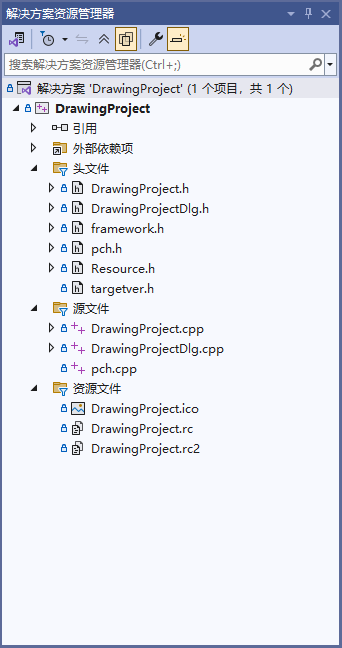 解决方案资源管理器
搜索解决方案资源管理器(Ctrl+;)
解决方案 'DrawingProject' (1 个项目，共 1 个)
DrawingProject
引用
外部依赖项
头文件
DrawingProject.h
DrawingProjectDlg.h
framework.h
pch.h
Resource.h
targetver.h
源文件
DrawingProject.cpp
DrawingProjectDlg.cpp
pch.cpp
资源文件
DrawingProject.ico
DrawingProject.rc
DrawingProject.rc2